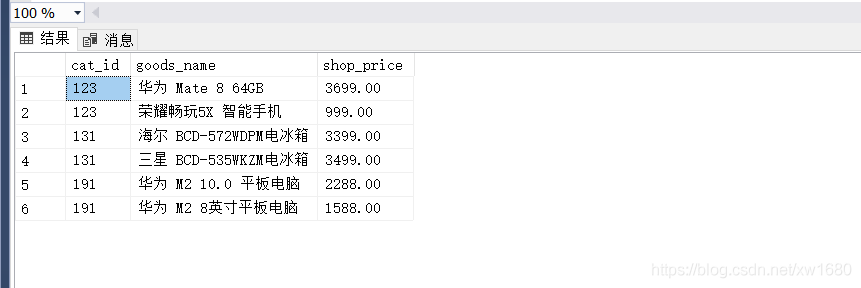 100 %
结果 消息
cat_id goods_name shop_price
1 123 华为 Mate 8 64GB 3699.00
2 123 荣耀畅玩5X 智能手机 999.00
3 131 海尔 BCD-572WDPM电冰箱 3399.00
4 131 三星 BCD-535WKZM电冰箱 3499.00
5 191 华为 M2 10.0 平板电脑 2288.00
6 191 华为 M2 8英寸平板电脑 1588.00
https://blog.csdn.net/xw1680